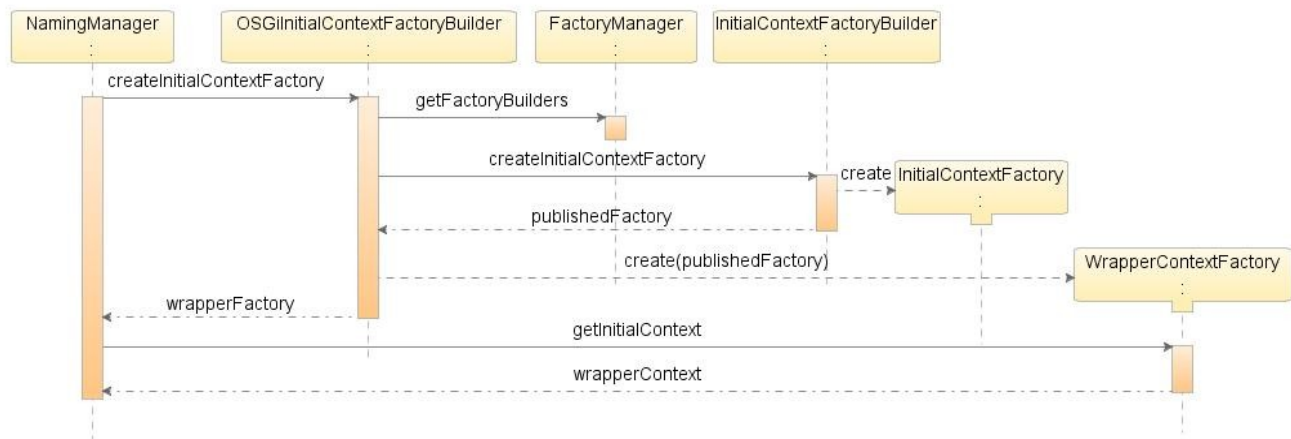 NamingManager
:
OSGiInitialContextFactoryBuilder
:
FactoryManager
:
InitialContextFactoryBuilder
:
createInitialContextFactory
getFactoryBuilders
createInitialContextFactory
create
InitialContextFactory
:
publishedFactory
create(publishedFactory)
WrapperContextFactory
:
wrapperFactory
getInitialContext
wrapperContext